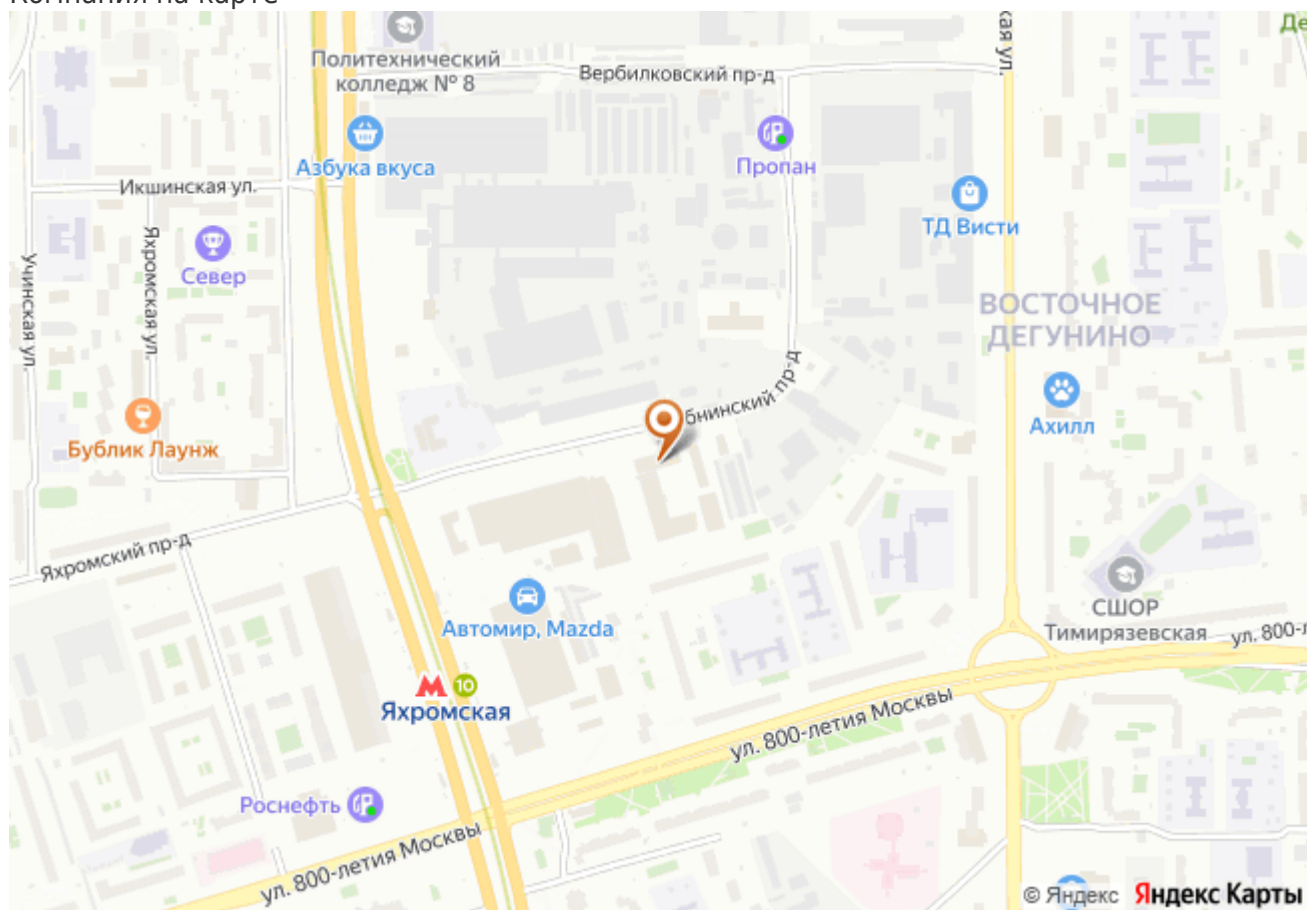 Компания на карте
Политехнический
колледж № 8
Вербилковский пр-д
Азбука вкуса
Пропан
Икшинская ул.
ТД Висти
Север
Учинская ул.
Яхромская ул.
ВОСТОЧНОЕ
ДЕГУНИНО
Бублик Лаунж
бнинский пр-д
Ахилл
Яхромский пр-д
СШОР
Тимирязевская
ул. 800-л
Автомир, Mazda
М 10
Яхромская
ул. 800-летия Москвы
Роснефть
ул. 800-летия Москвы
© Яндекс Яндекс Карты